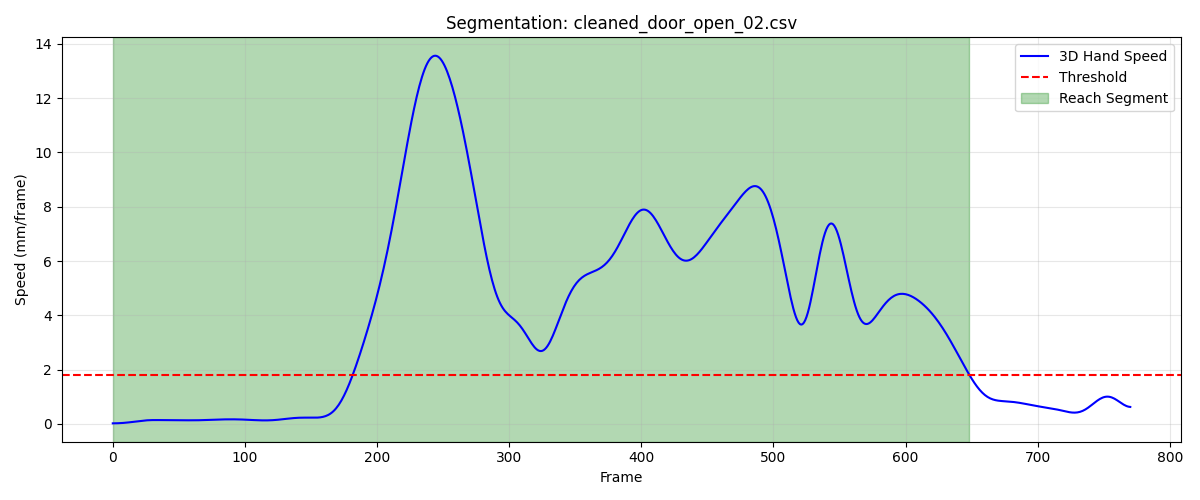 Segmentation: cleaned_door_open_02.csv
3D Hand Speed
Threshold
Reach Segment
Speed (mm/frame)
14
12
10
8
6
4
2
0
0 100 200 300 400 500 600 700 800
Frame